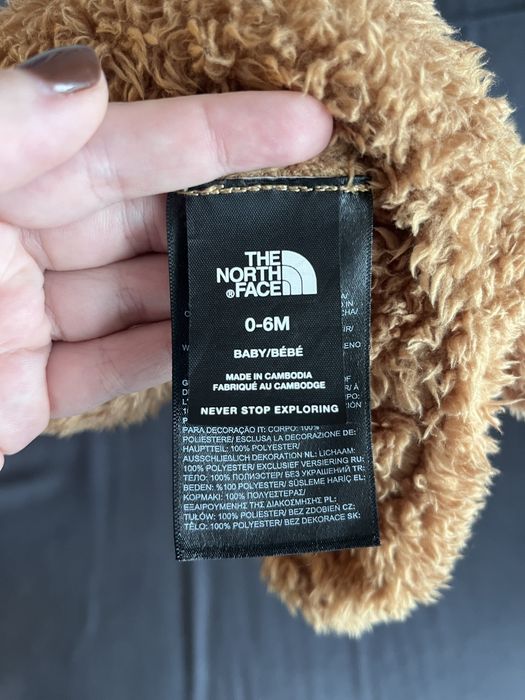 THE
NORTH
®FACE
0-6M
BABY/BÉBÉ
MADE IN CAMBODIA
FABRIQUÉ AU CAMBODGE
NEVER STOP EXPLORING
PARA DECORAÇÃO IT: CORPO: 100%
POLIESTERE/ ESCLUSA LA DECORAZIONE DE:
HAUPTTEIL: 100% POLYESTER/
AUSSCHLIEẞLICH DEKORATION NL: LICHAAM:
100% POLYESTER/ EXCLUSIEF VERSIERING RU:
ТЕЛО: 100% ПОЛИЭСТЕР/ БЕЗ УКРАШЕНИЙ TR:
BEDEN: %100 POLYESTER/ SÜSLEME HARİÇ EL:
ΚΟΡΜΑΚΙ: 100% ΠΟΛΥΕΣΤΕΡΑΣ/
ΕΞΑΙΡΟΥΜΕΝΗΣ ΤΗΣ ΔΙΑΚΟΣΜΗΣΗΣ PL:
TUŁÓW: 100% POLIESTER/ BEZ ZDOBIEŃ CZ:
TĚLO: 100% POLYESTER/ BEZ DEKORACE SK: